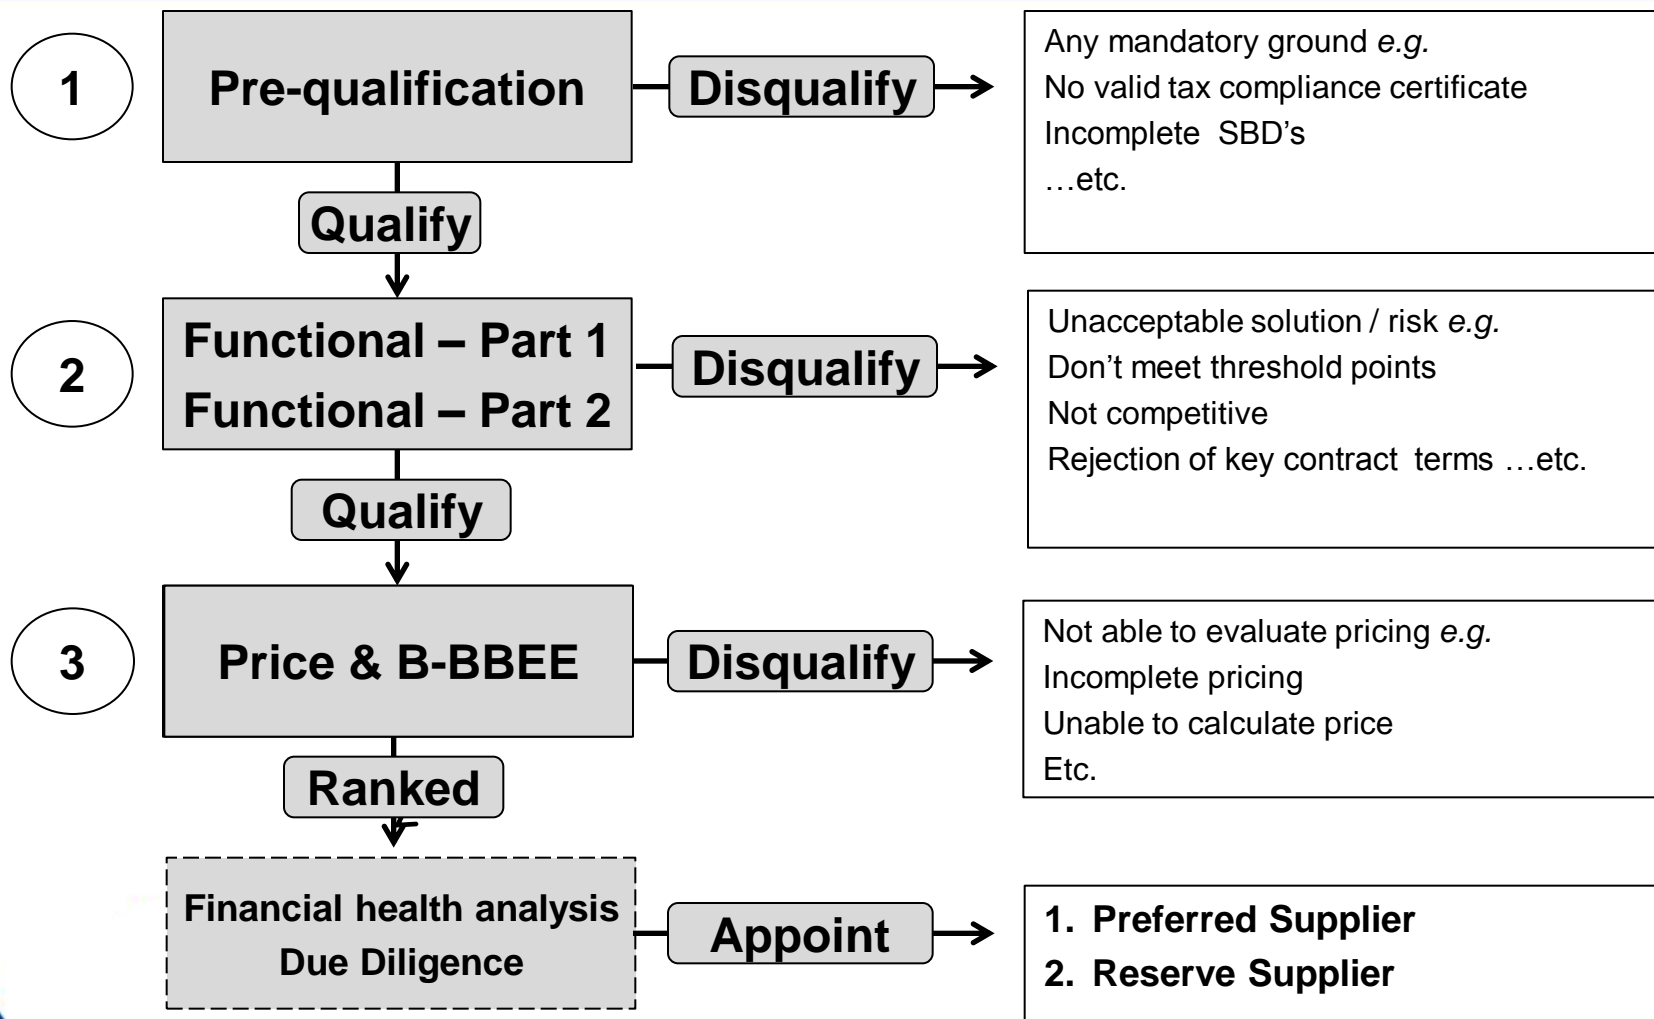 1
Pre-qualification
Disqualify
Any mandatory ground e.g.
No valid tax compliance certificate
Incomplete SBD's
…etc.
Qualify
2
Functional – Part 1
Functional – Part 2
Disqualify
Unacceptable solution / risk e.g.
Don't meet threshold points
Not competitive
Rejection of key contract terms …etc.
Qualify
3
Price & B-BBEE
Disqualify
Not able to evaluate pricing e.g.
Incomplete pricing
Unable to calculate price
Etc.
Ranked
Financial health analysis
Due Diligence
Appoint
1. Preferred Supplier
2. Reserve Supplier